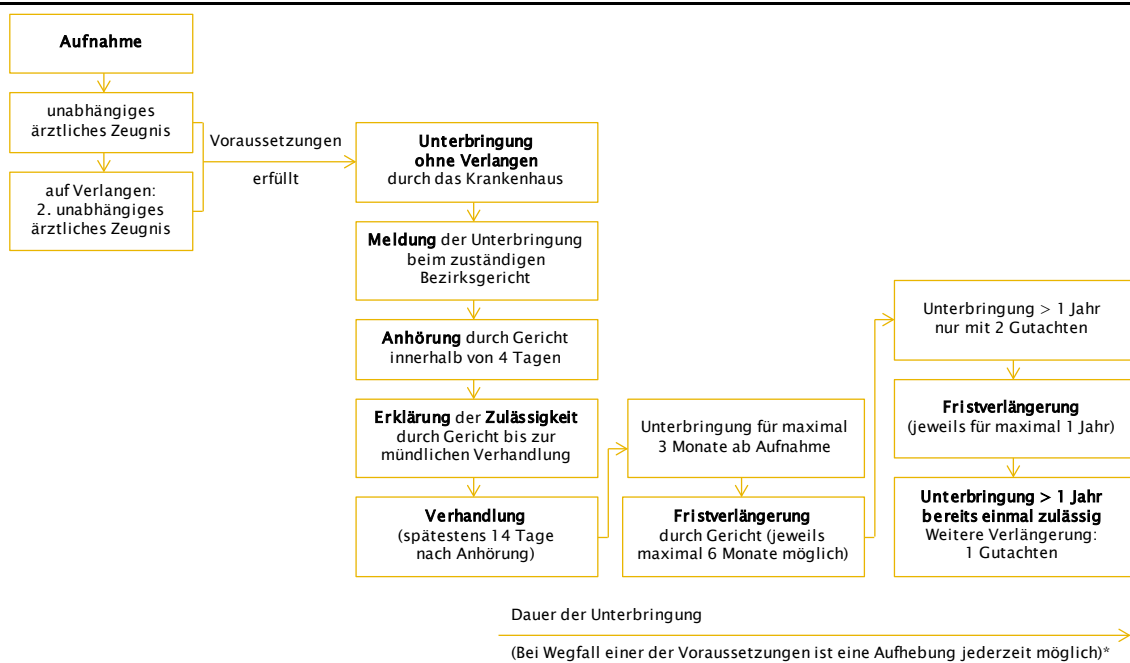 Aufnahme
unabhängiges
ärztliches Zeugnis
auf Verlangen:
2. unabhängiges
ärztliches Zeugnis
Voraussetzungen
erfüllt
Unterbringung
ohne Verlangen
durch das Krankenhaus
Meldung der Unterbringung
beim zuständigen
Bezirksgericht
Anhörung durch Gericht
innerhalb von 4 Tagen
Erklärung der Zulässigkeit
durch Gericht bis zur
mündlichen Verhandlung
Verhandlung
(spätestens 14 Tage
nach Anhörung)
Unterbringung für maximal
3 Monate ab Aufnahme
Fristverlängerung
durch Gericht (jeweils
maximal 6 Monate möglich)
Unterbringung > 1 Jahr
nur mit 2 Gutachten
Fristverlängerung
(jeweils für maximal 1 Jahr)
Unterbringung > 1 Jahr
bereits einmal zulässig
Weitere Verlängerung:
1 Gutachten
Dauer der Unterbringung
(Bei Wegfall einer der Voraussetzungen ist eine Aufhebung jederzeit möglich)*